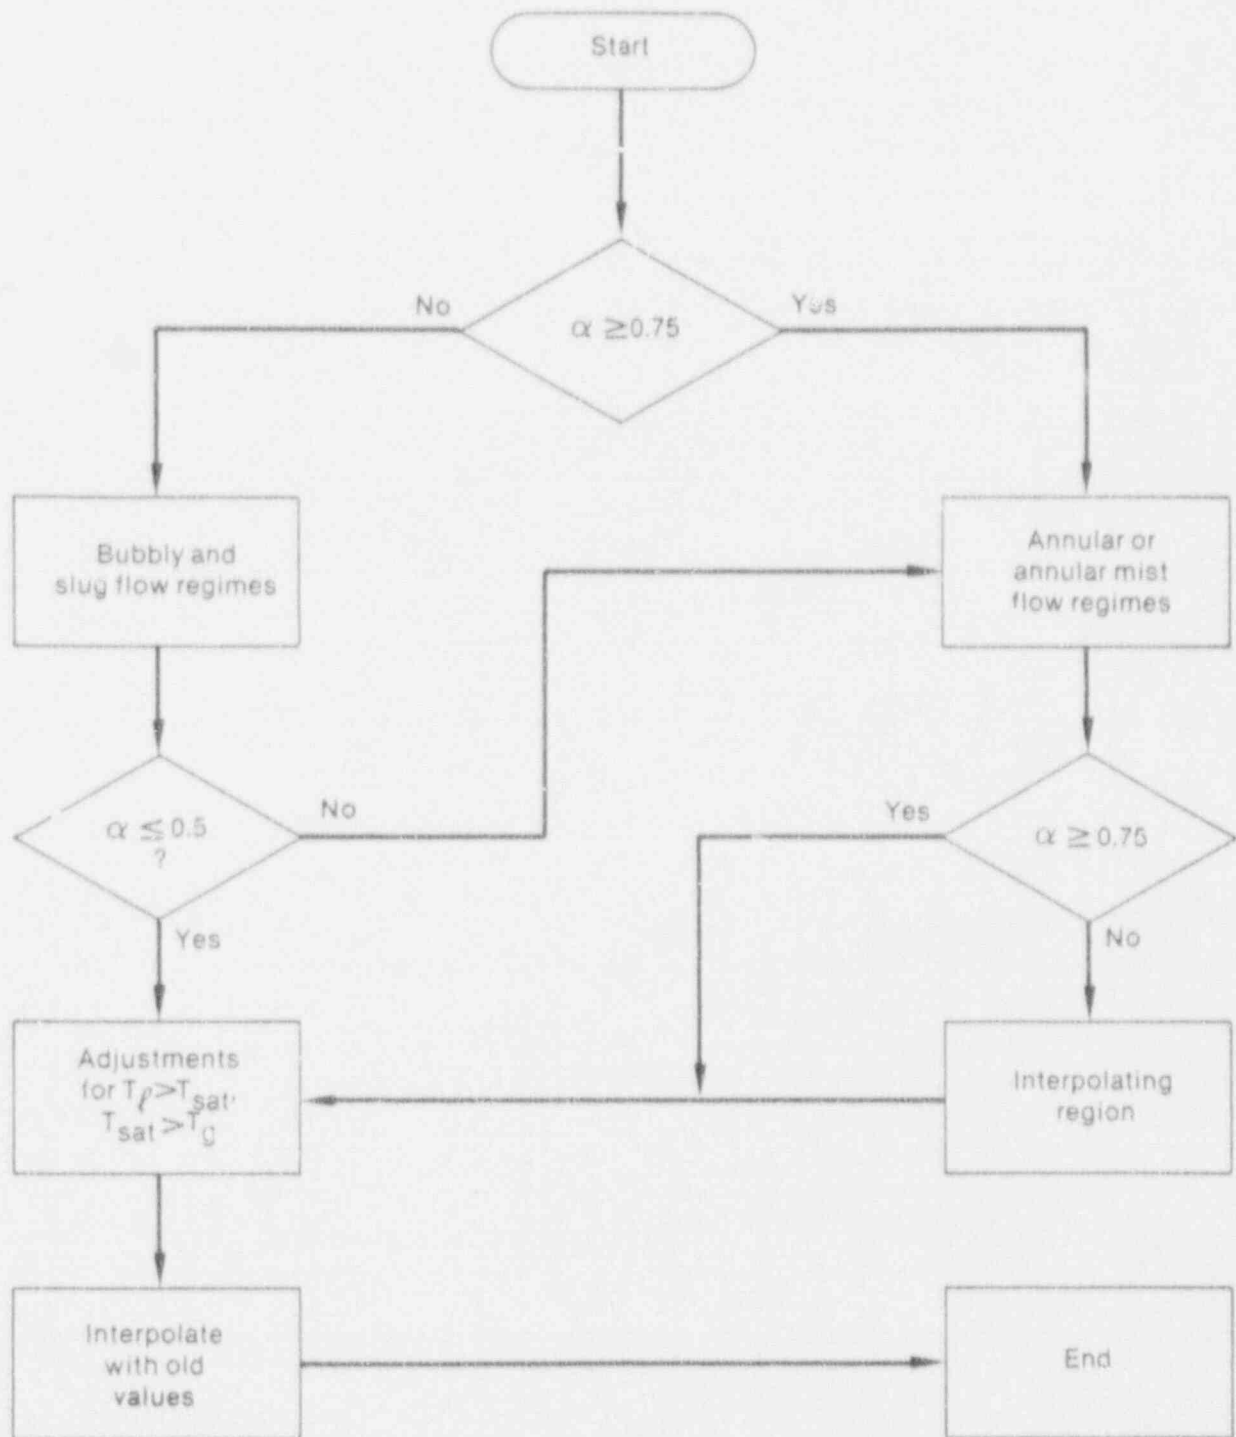 Start
No
Yes
α ≥0.75
Bubbly and
slug flow regimes
Annular or
annular mist
flow regimes
α ≤ 0.5
?
No
Yes
α ≥ 0.75
Yes
No
Adjustments
for Tℓ>Tsat,
Tsat>Tg
Interpolating
region
Interpolate
with old
values
End